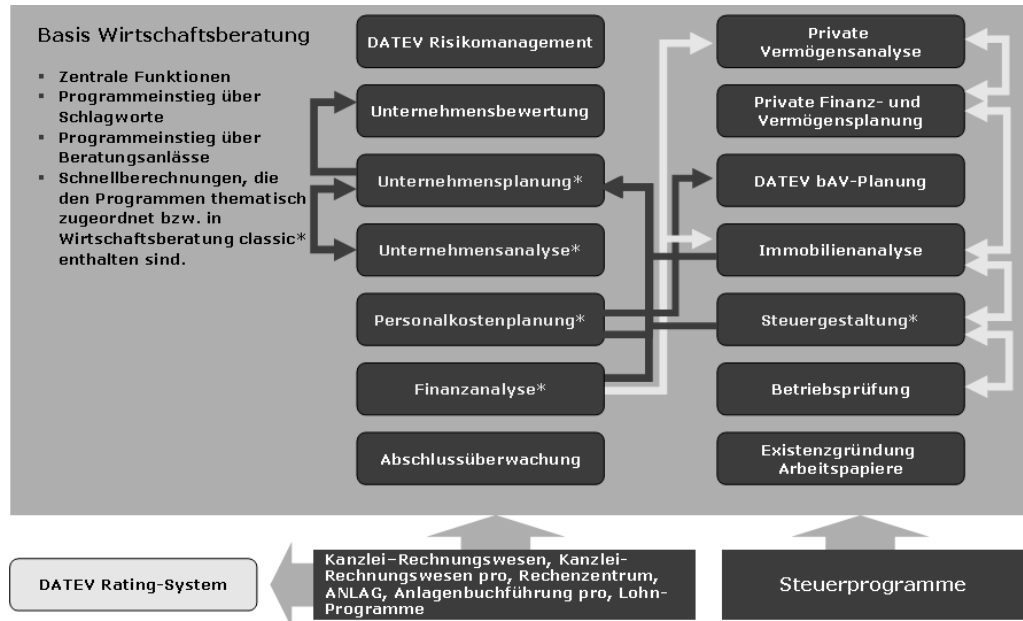 Basis Wirtschaftsberatung
▪ Zentrale Funktionen
▪ Programmeinstieg über
Schlagworte
▪ Programmeinstieg über
Beratungsanlässe
▪ Schnellberechnungen, die
den Programmen thematisch
zugeordnet bzw. in
Wirtschaftsberatung classic*
enthalten sind.
DATEV Risikomanagement
Unternehmensbewertung
Unternehmensplanung*
Unternehmensanalyse*
Personalkostenplanung*
Finanzanalyse*
Abschlussüberwachung
Private
Vermögensanalyse
Private Finanz- und
Vermögensplanung
DATEV bAV-Planung
Immobilienanalyse
Steuergestaltung*
Betriebsprüfung
Existenzgründung
Arbeitspapiere
DATEV Rating-System
Kanzlei–Rechnungswesen, Kanzlei-
Rechnungswesen pro, Rechenzentrum,
ANLAG, Anlagenbuchführung pro, Lohn-
Programme
Steuerprogramme